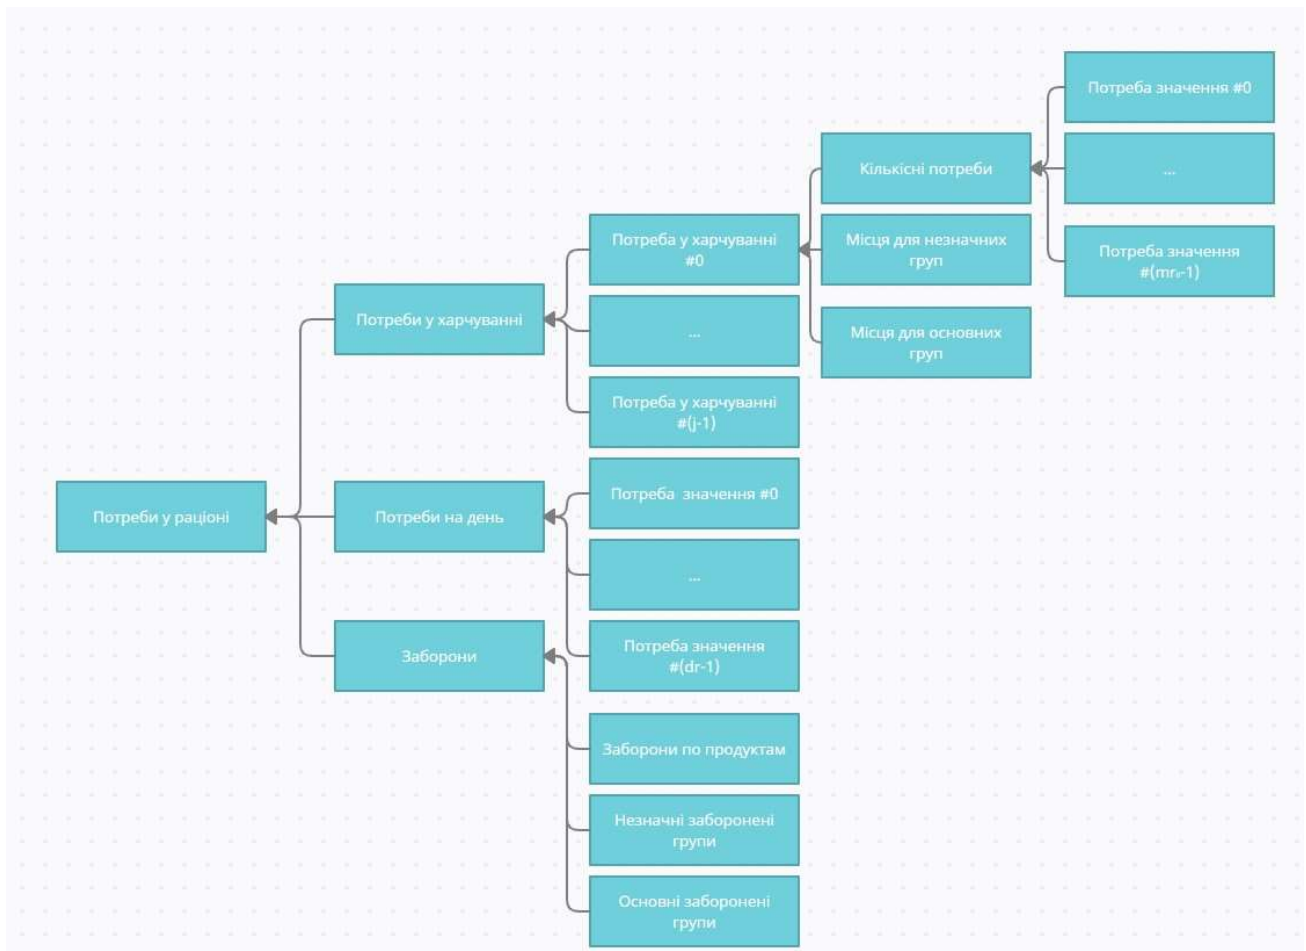 Потреба значення #0
...
Потреба значення
#(mr₀-1)
Кількісні потреби
Місця для незначних
груп
Місця для основних
груп
Потреба у харчуванні
#0
...
Потреба у харчуванні
#(j-1)
Потреби у харчуванні
Потреби у раціоні
Потреби на день
Потреба значення #0
...
Потреба значення
#(dr-1)
Заборони
Заборони по продуктам
Незначні заборонені
групи
Основні заборонені
групи